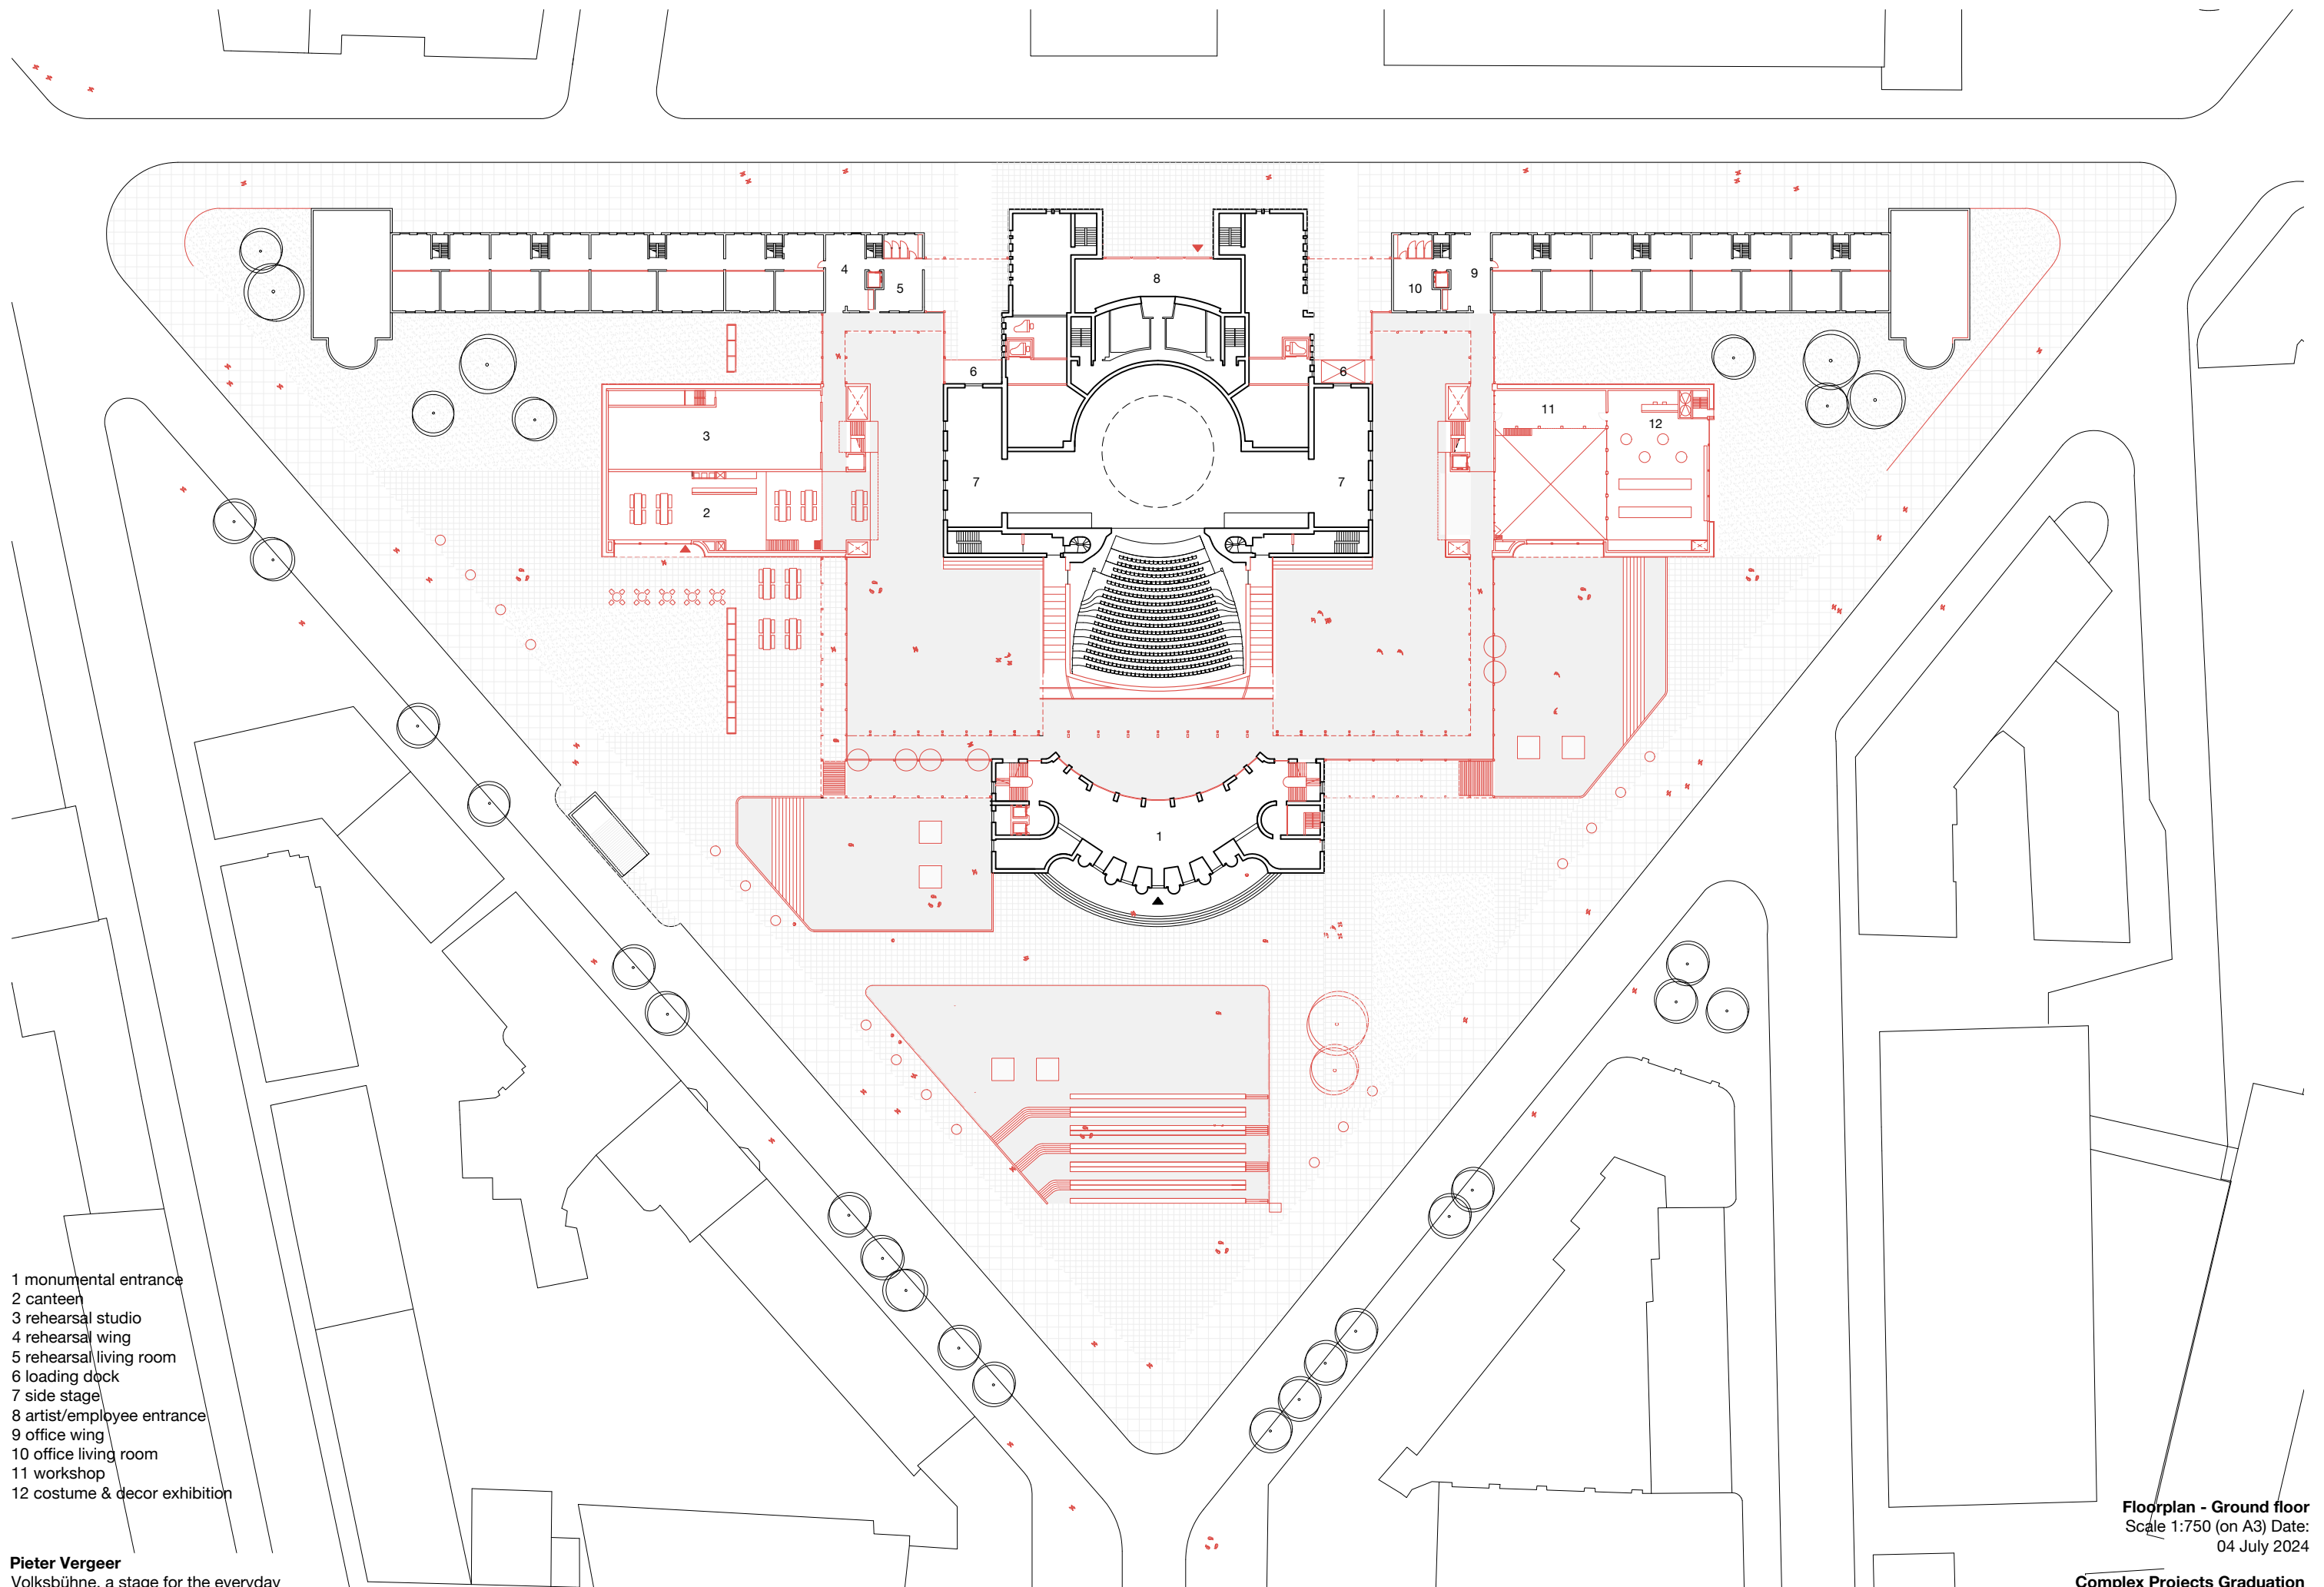 4
5
8
9
10
6
6
3
11
12
7
7
2
1
1 monumental entrance
2 canteen
3 rehearsal studio
4 rehearsal wing
5 rehearsal living room
6 loading dock
7 side stage
8 artist/employee entrance
9 office wing
10 office living room
11 workshop
12 costume & decor exhibition
Floorplan - Ground floor
Scale 1:750 (on A3) Date:
04 July 2024
Pieter Vergeer
Volksbühne, a stage for the everyday
Complex Projects Graduation